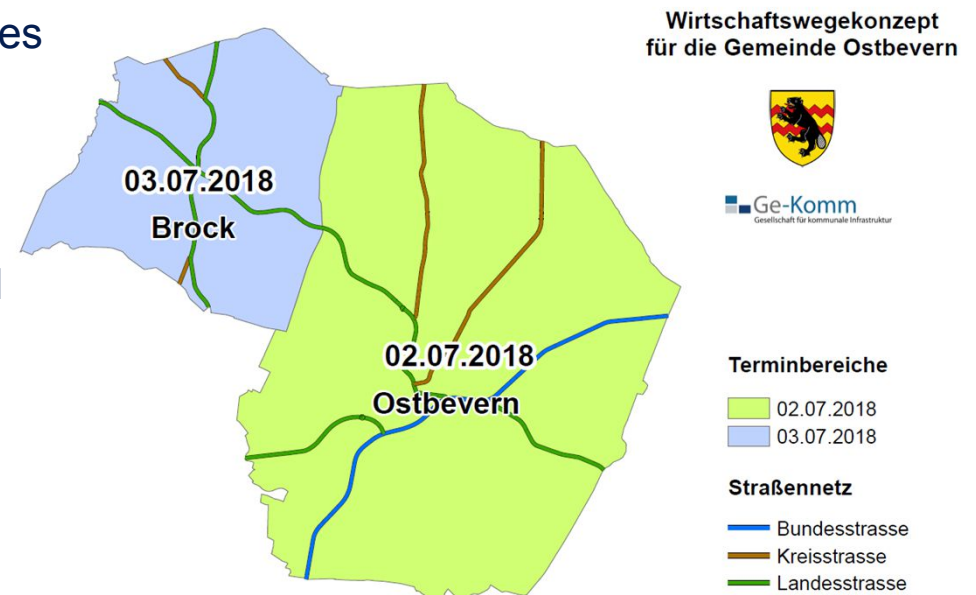 es
Wirtschaftswegekonzept
für die Gemeinde Ostbevern
Ge-Komm
Gesellschaft für kommunale Infrastruktur
03.07.2018
Brock
02.07.2018
Ostbevern
Terminbereiche
02.07.2018
03.07.2018
Straßennetz
Bundesstrasse
Kreisstrasse
Landesstrasse